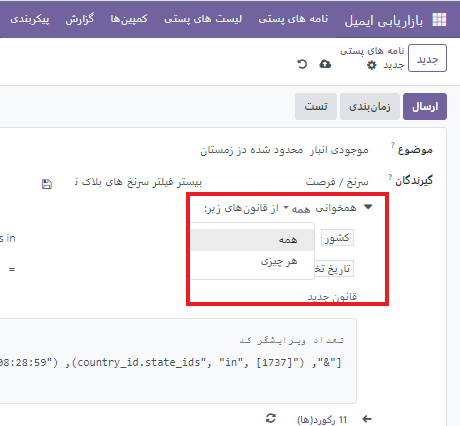 بازاریابی ایمیل نامه های پستی لیست های پستی کمپین‌ها گزارش پیکربندی
جدید
نامه های پستی
جدید
ارسال زمان‌بندی تست
موضوع ? موجودی انبار محدود شده دز زمستان
گیرندگان ? سرنخ / فرصت بیستر فیلتر سرنخ های بلاک ن
همخوانی همه از قانون‌های زیر:
کشور s in
همه
تاریخ تخ =
هر چیزی
قانون جدید
تعداد ویرایشگر کد
["&", ("country_id.state_ids", "in", [1737]), (" 08:28:59")
11 رکورد(ها)